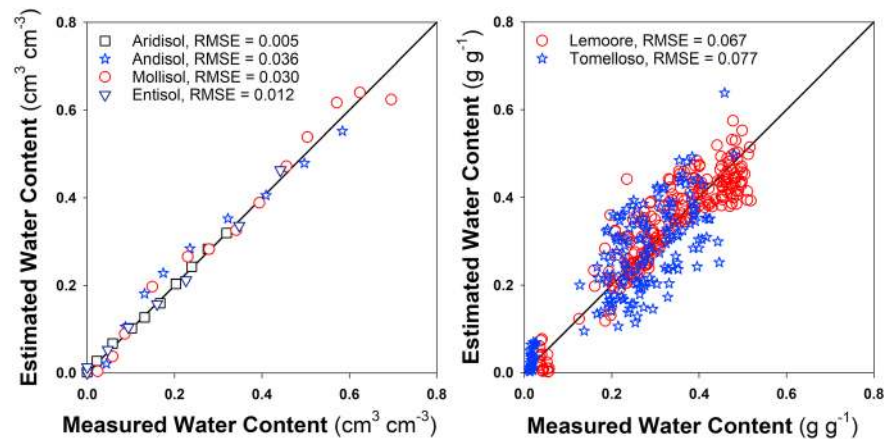 0.8
0.6
0.4
0.2
0.0
Estimated Water Content (cm³ cm⁻³)
Aridisol, RMSE = 0.005
Andisol, RMSE = 0.036
Mollisol, RMSE = 0.030
Entisol, RMSE = 0.012
0.0 0.2 0.4 0.6 0.8
Measured Water Content (cm³ cm⁻³)
0.8
0.6
0.4
0.2
0.0
Estimated Water Content (g g⁻¹)
Lemoore, RMSE = 0.067
Tomelloso, RMSE = 0.077
0.0 0.2 0.4 0.6 0.8
Measured Water Content (g g⁻¹)